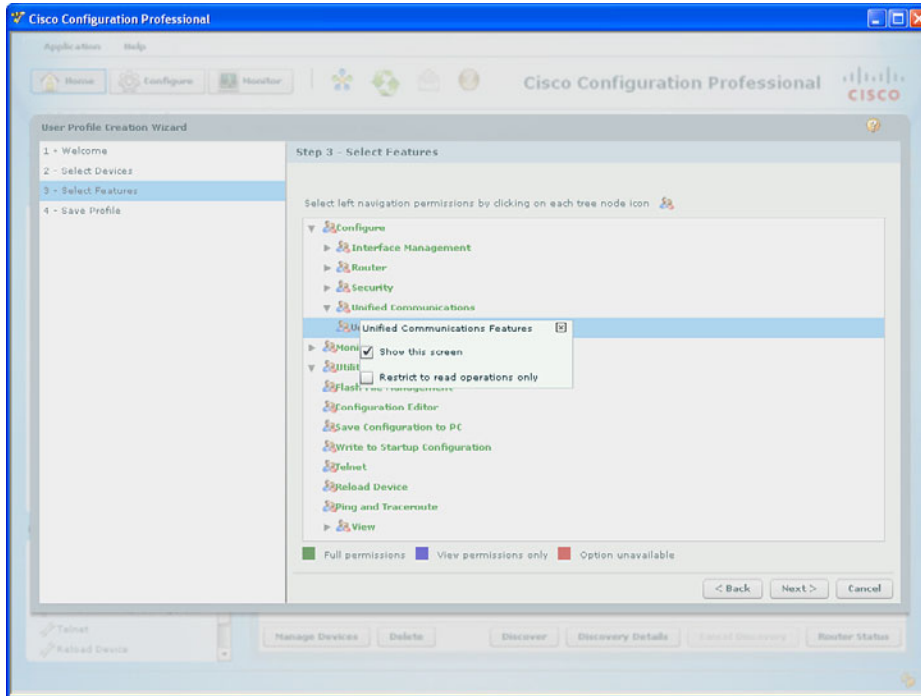 Cisco Configuration Professional
Application Help
Home Configure Monitor Cisco Configuration Professional
CISCO
User Profile Creation Wizard
1 - Welcome
2 - Select Devices
3 - Select Features
4 - Save Profile
Step 3 - Select Features
Select left navigation permissions by clicking on each tree node icon
Configure
Interface Management
Router
Security
Unified Communications
Unified Communications Features
Show this screen
Restrict to read operations only
Configuration Editor
Save Configuration to PC
Write to Startup Configuration
Telnet
Reload Device
Ping and Traceroute
View
Full permissions View permissions only Option unavailable
< Back Next > Cancel
Telnet
Reload Device
Manage Devices Delete Discover Discovery Details Cancel Discovery Router Status